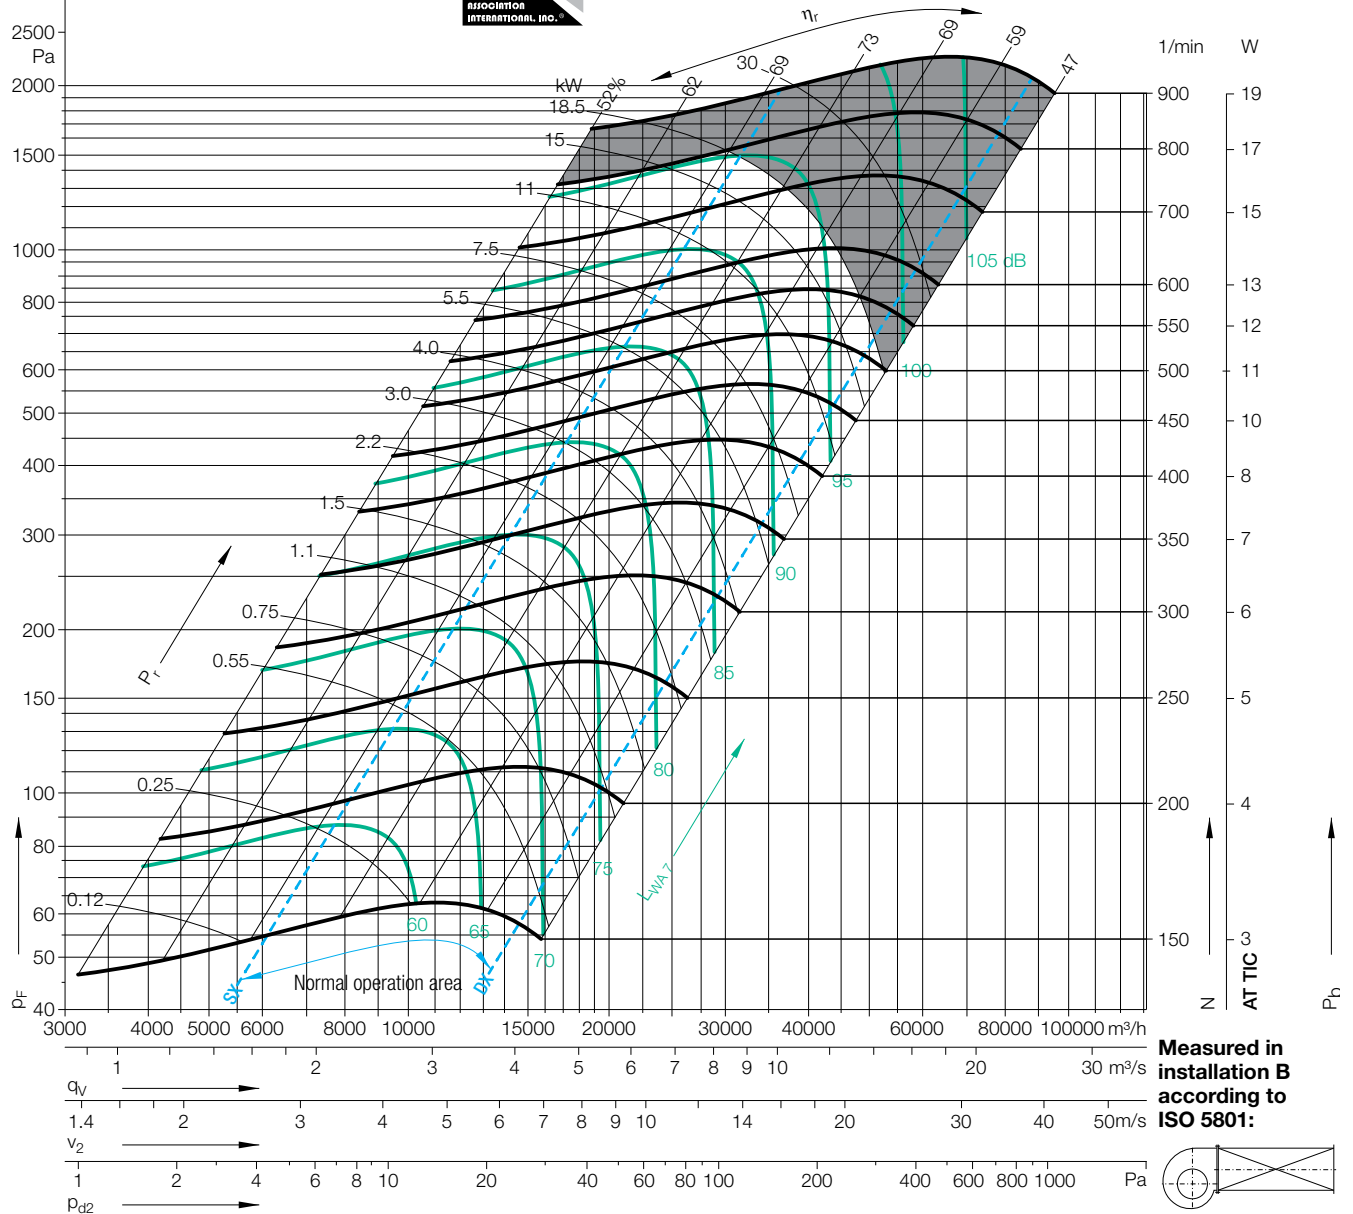 ASSOCIATION
INTERNATIONAL, INC.®
ηr
2500
Pa
2000
1500
1000
800
600
500
400
300
200
150
100
80
60
50
40
pF
Pr
kW
30
18.5
15
11
7.5
5.5
4.0
3.0
2.2
1.5
1.1
0.75
0.55
0.25
0.12
52%
62
69
73
69
59
47
105 dB
100
95
90
85
80
75
70
65
60
LWA 7
SX
Normal operation area
DX
1/min
W
900 19
800 17
700 15
600 13
550 12
500 11
450 10
400 8
350 7
300 6
250 5
200 4
150 3
N
AT TIC
Pb
3000 4000 5000 6000 8000 10000 15000 20000 30000 40000 60000 80000 100000 m³/h
1 2 3 4 5 6 7 8 9 10 20 30 m³/s
qV
1.4 2 3 4 5 6 7 8 9 10 14 20 30 40 50m/s
v2
1 2 4 6 8 10 20 40 60 80 100 200 400 600 800 1000 Pa
pd2
Measured in
installation B
according to
ISO 5801: